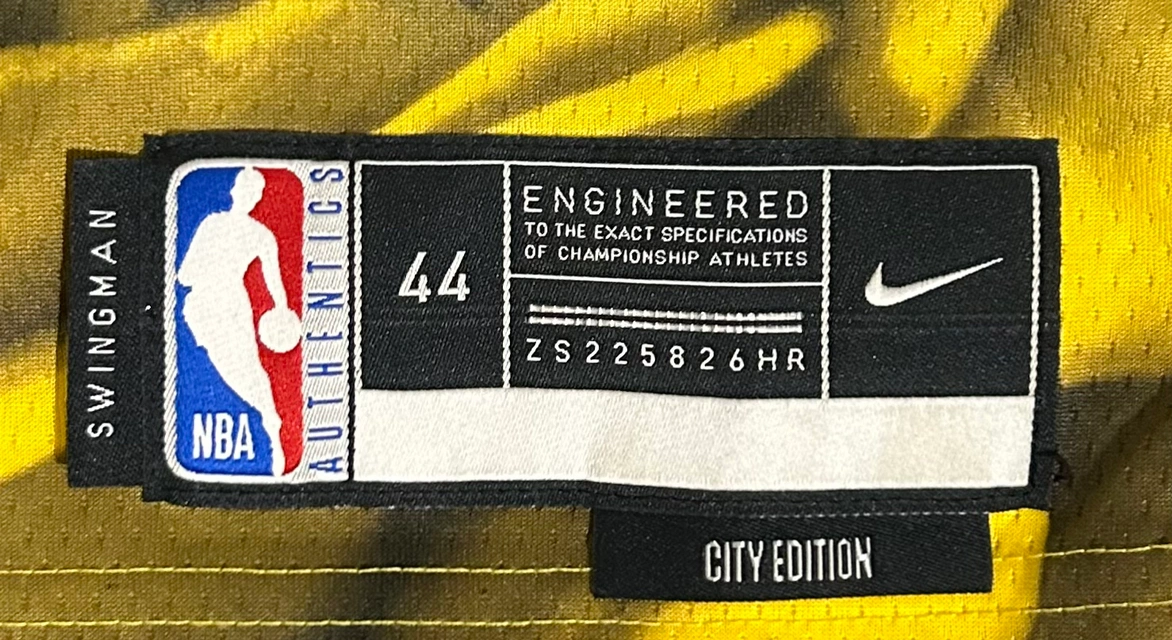 SWINGMAN
NBA
AUTHENTICS
44
ENGINEERED
TO THE EXACT SPECIFICATIONS
OF CHAMPIONSHIP ATHLETES
ZS225826HR
CITY EDITION